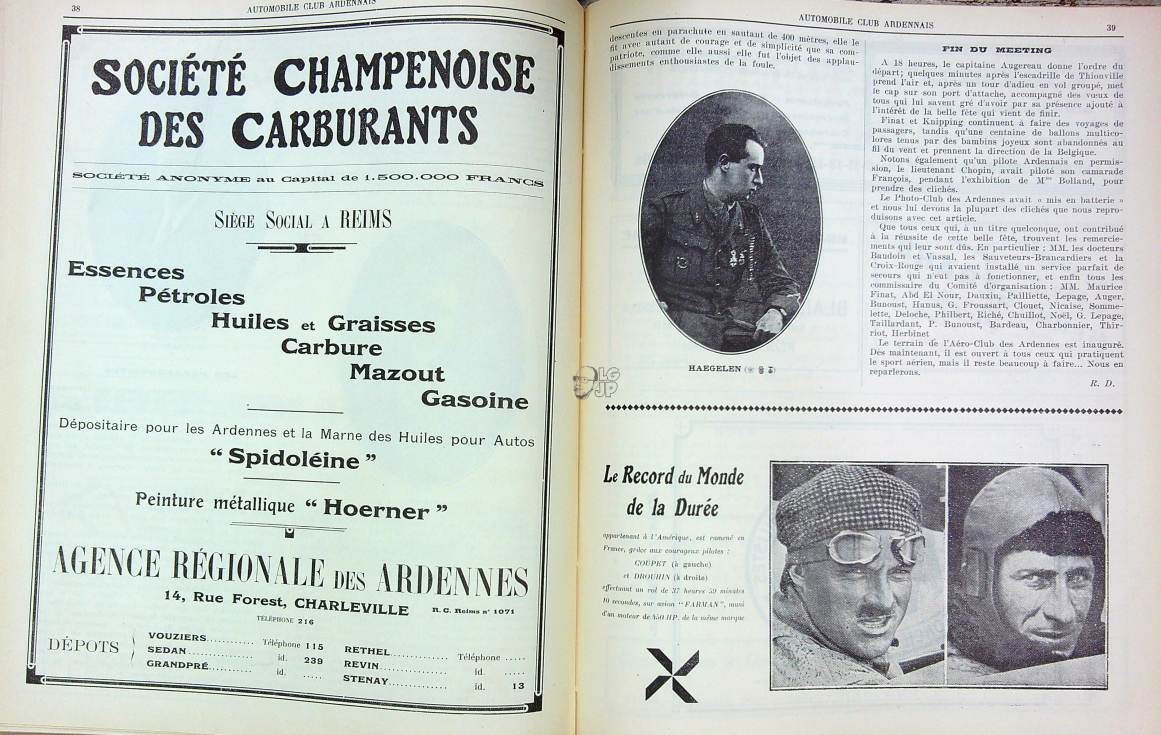 38
AUTOMOBILE CLUB ARDENNAIS
SOCIÉTÉ CHAMPENOISE
DES CARBURANTS
SOCIÉTÉ ANONYME au Capital de 1.500.000 FRANCS
SIÈGE SOCIAL A REIMS
Essences
Pétroles
Huiles et Graisses
Carbure
Mazout
Gasoine
Dépositaire pour les Ardennes et la Marne des Huiles pour Autos
“ Spidoléine ”
Peinture métallique “ Hoerner ”
AGENCE RÉGIONALE DES ARDENNES
14, Rue Forest, CHARLEVILLE R. C. Reims n° 1071
TÉLÉPHONE 216
DÉPOTS
VOUZIERS............ Téléphone 115
SEDAN............... id. 239
GRANDPRÉ............ id. .....
RETHEL............... Téléphone .....
REVIN................ id. .....
STENAY............... id. 13
AUTOMOBILE CLUB ARDENNAIS
39
descentes en parachute en sautant de 400 mètres, elle le
fit avec autant de courage et de simplicité que sa com-
patriote, comme elle aussi elle fut l'objet des applau-
dissements enthousiastes de la foule.
HAEGELEN
FIN DU MEETING
A 18 heures, le capitaine Augereau donne l'ordre du
départ; quelques minutes après l'escadrille de Thionville
prend l'air et, après un tour d'adieu en vol groupé, met
le cap sur son port d'attache, accompagné des vœux de
tous qui lui savent gré d'avoir par sa présence ajouté à
l'intérêt de la belle fête qui vient de finir.
Finat et Knipping continuent à faire des voyages de
passagers, tandis qu'une centaine de ballons multico-
lores tenus par des bambins joyeux sont abandonnés au
fil du vent et prennent la direction de la Belgique.
Notons également qu'un pilote Ardennais en permis-
sion, le lieutenant Chopin, avait piloté son camarade
François, pendant l'exhibition de Mme Bolland, pour
prendre des clichés.
Le Photo-Club des Ardennes avait « mis en batterie »
et nous lui devons la plupart des clichés que nous repro-
duisons avec cet article.
Que tous ceux qui, à un titre quelconque, ont contribué
à la réussite de cette belle fête, trouvent les remercie-
ments qui leur sont dûs. En particulier : MM. les docteurs
Baudoin et Vassal, les Sauveteurs-Brancardiers et la
Croix-Rouge qui avaient installé un service parfait de
secours qui n'eut pas à fonctionner, et enfin tous les
commissaire du Comité d'organisation : MM. Maurice
Finat, Abd El Nour, Dauxin, Pailliette, Lepage, Auger,
Bunoust, Hanus, G. Froussart, Clouet, Nicaise, Somme-
lette, Deloche, Philbert, Riché, Chuillot, Noël, G. Lepage,
Taillardant, P. Bunoust, Bardeau, Charbonnier, Thir-
riot, Herbinet
Le terrain de l'Aéro-Club des Ardennes est inauguré.
Dès maintenant, il est ouvert à tous ceux qui pratiquent
le sport aérien, mais il reste beaucoup à faire... Nous en
reparlerons.
R. D.
LG
JP
Le Record du Monde
de la Durée
appartenant à l'Amérique, est ramené en
France, grâce aux courageux pilotes :
COUPET (à gauche)
et DROUHIN (à droite)
effectuant un vol de 37 heures 59 minutes
10 secondes, sur avion “FARMAN”, muni
d'un moteur de 450 HP. de la même marque